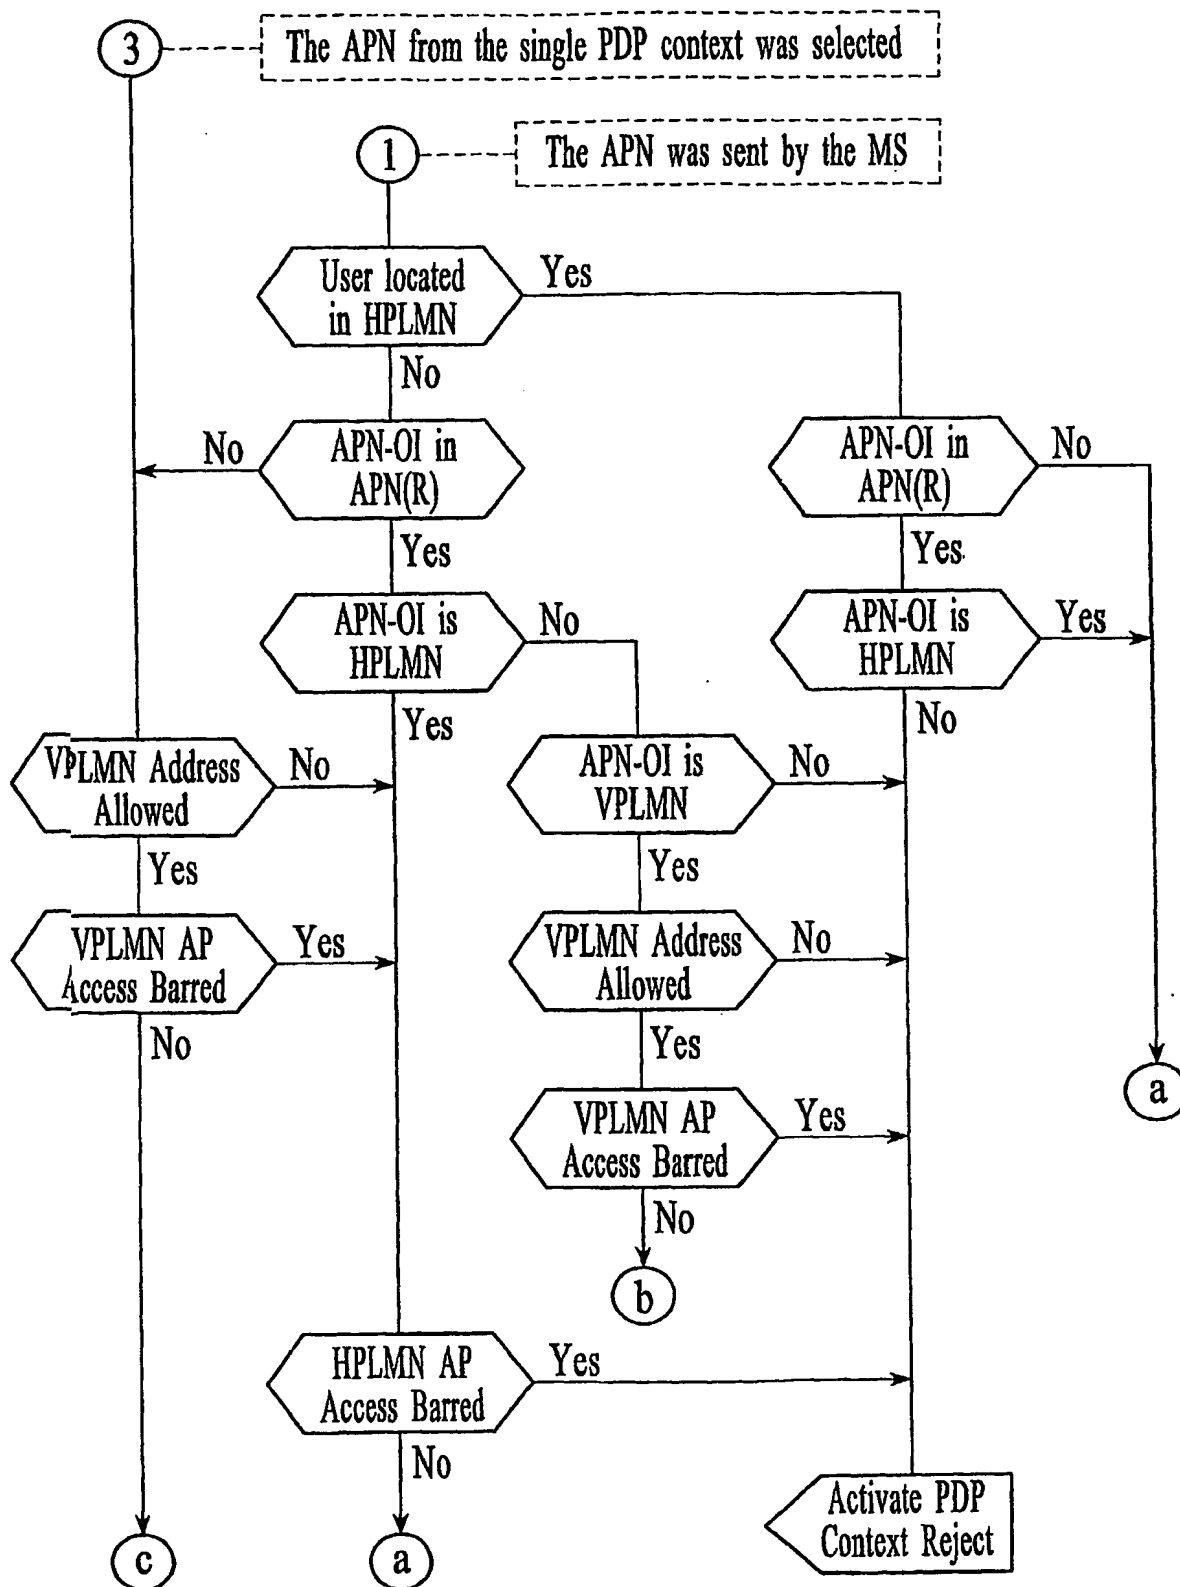 3
The APN from the single PDP context was selected
1
The APN was sent by the MS
User located
in HPLMN
Yes
No
No
APN-OI in
APN(R)
APN-OI in
APN(R)
No
Yes
Yes
APN-OI is
HPLMN
No
APN-OI is
HPLMN
Yes
Yes
No
VPLMN Address
Allowed
No
APN-OI is
VPLMN
No
Yes
Yes
VPLMN AP
Access Barred
Yes
VPLMN Address
Allowed
No
No
Yes
a
VPLMN AP
Access Barred
Yes
No
b
HPLMN AP
Access Barred
Yes
No
Activate PDP
Context Reject
c
a